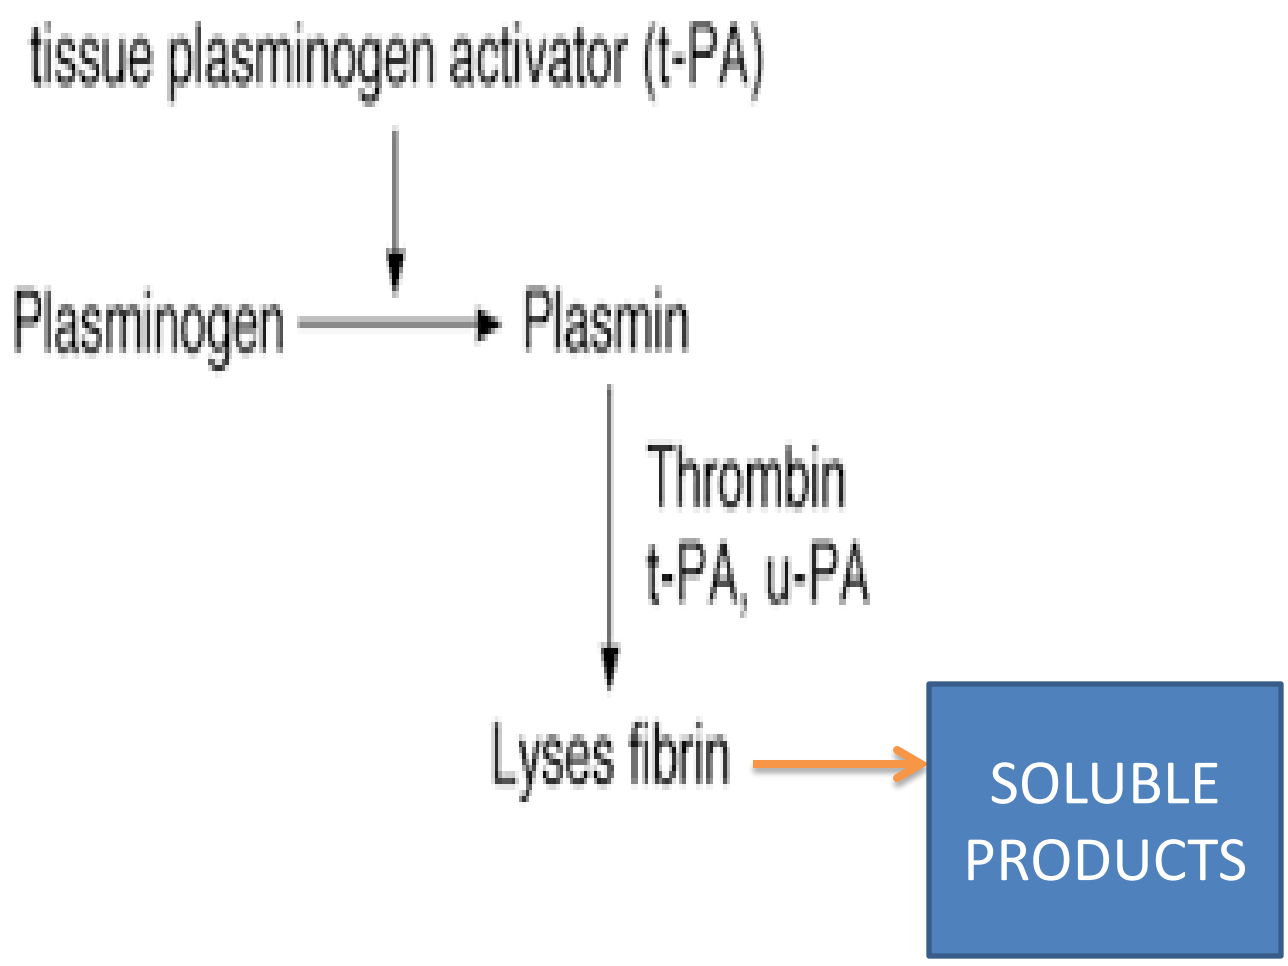 tissue plasminogen activator (t-PA)
Plasminogen Plasmin
Thrombin
t-PA, u-PA
Lyses fibrin
SOLUBLE
PRODUCTS